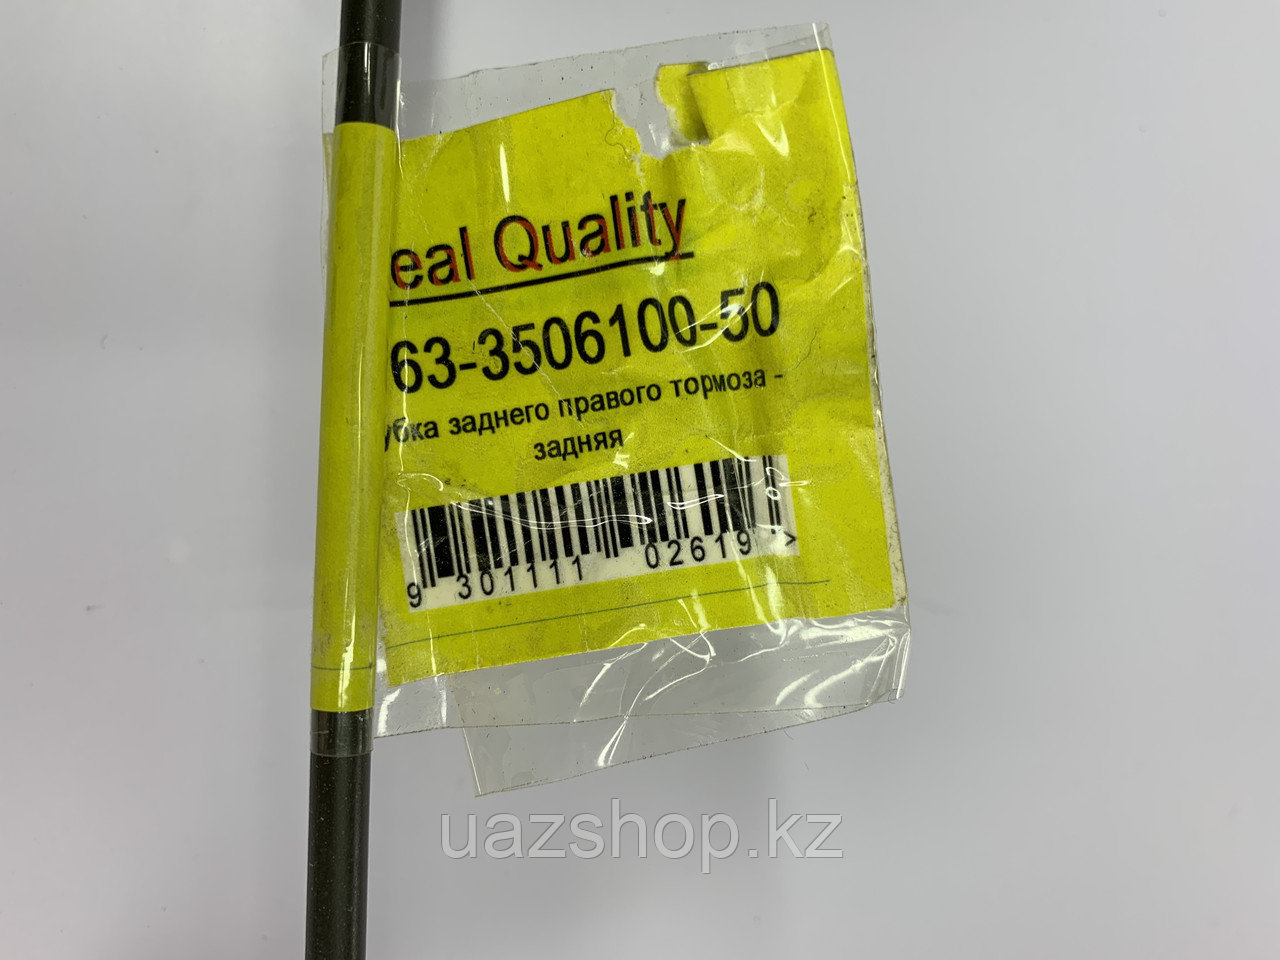 eal Quality
63-3506100-50
убка заднего правого тормоза -
задняя
9 301111 02619 >
uazshop.kz